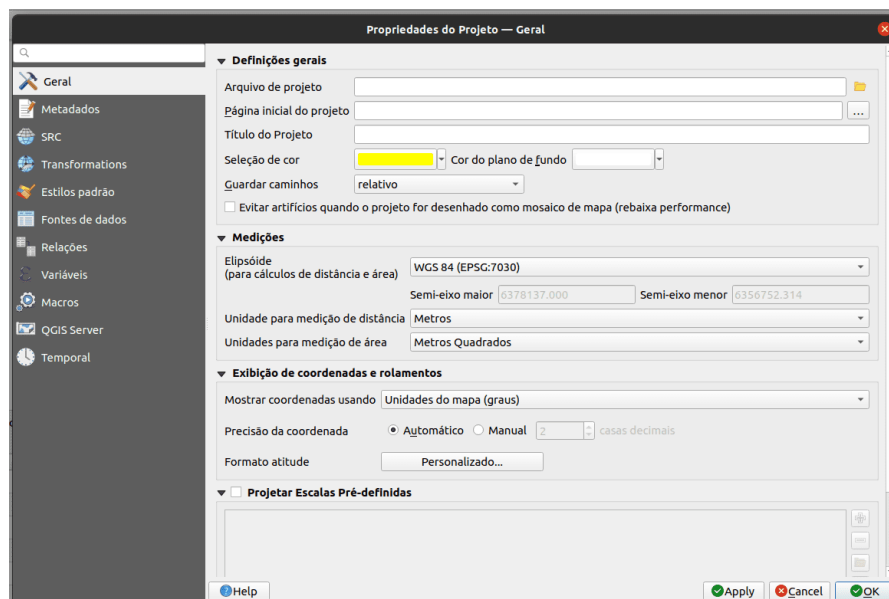 Propriedades do Projeto — Geral
Geral
Metadados
SRC
Transformations
Estilos padrão
Fontes de dados
Relações
Variáveis
Macros
QGIS Server
Temporal
Definições gerais
Arquivo de projeto
Página inicial do projeto ...
Título do Projeto
Seleção de cor Cor do plano de fundo
Guardar caminhos relativo
Evitar artifícios quando o projeto for desenhado como mosaico de mapa (rebaixa performance)
Medições
Elipsóide
(para cálculos de distância e área) WGS 84 (EPSG:7030)
Semi-eixo maior 6378137.000 Semi-eixo menor 6356752.314
Unidade para medição de distância Metros
Unidades para medição de área Metros Quadrados
Exibição de coordenadas e rolamentos
Mostrar coordenadas usando Unidades do mapa (graus)
Precisão da coordenada Automático Manual 2 casas decimais
Formato atitude Personalizado...
Projetar Escalas Pré-definidas
Help Apply Cancel OK